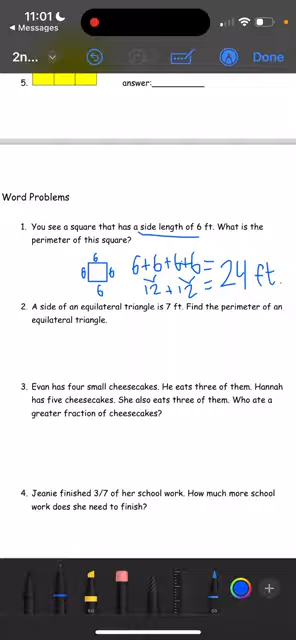 11:01
Messages
2n...
Done
5.
answer:
Word Problems
1. You see a square that has a side length of 6 ft. What is the
perimeter of this square?
6
6 6
6
6+6+6+6=
12+12=
24 ft.
2. A side of an equilateral triangle is 7 ft. Find the perimeter of an
equilateral triangle.
3. Evan has four small cheesecakes. He eats three of them. Hannah
has five cheesecakes. She also eats three of them. Who ate a
greater fraction of cheesecakes?
4. Jeanie finished 3/7 of her school work. How much more school
work does she need to finish?